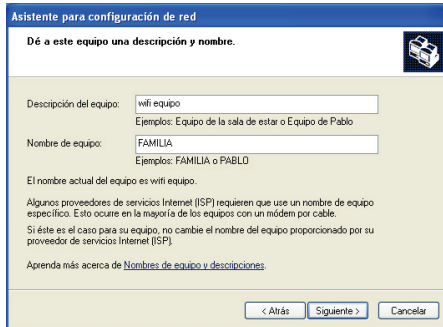 Asistente para configuración de red
Dé a este equipo una descripción y nombre.
Descripción del equipo:
wifi equipo
Ejemplos: Equipo de la sala de estar o Equipo de Pablo
Nombre de equipo:
FAMILIA
Ejemplos: FAMILIA o PABLO
El nombre actual del equipo es wifi equipo.
Algunos proveedores de servicios Internet (ISP) requieren que use un nombre de equipo
específico. Esto ocurre en la mayoría de los equipos con un módem por cable.
Si éste es el caso para su equipo, no cambie el nombre del equipo proporcionado por su
proveedor de servicios Internet (ISP).
Aprenda más acerca de Nombres de equipo y descripciones.
< Atrás
Siguiente >
Cancelar